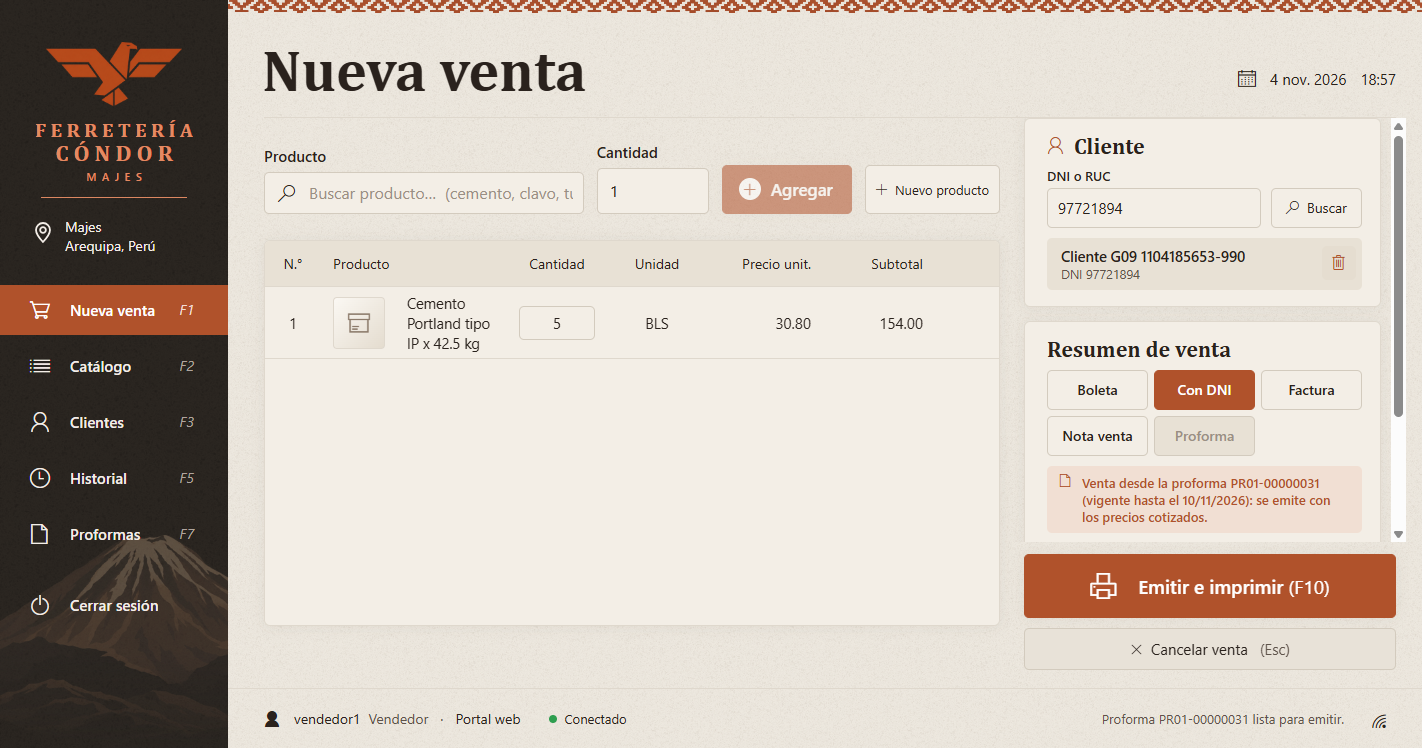 FERRETERÍA
CÓNDOR
MAJES
Majes
Arequipa, Perú
Nueva venta F1
Catálogo F2
Clientes F3
Historial F5
Proformas F7
Cerrar sesión
Nueva venta
4 nov. 2026 18:57
Producto
Cantidad
Buscar producto... (cemento, clavo, tu
1
Agregar
Nuevo producto
N.° Producto Cantidad Unidad Precio unit. Subtotal
1
Cemento
Portland tipo
IP x 42.5 kg
5 BLS 30.80 154.00
Cliente
DNI o RUC
97721894
Buscar
Cliente G09 1104185653-990
DNI 97721894
Resumen de venta
Boleta Con DNI Factura
Nota venta Proforma
Venta desde la proforma PR01-00000031
(vigente hasta el 10/11/2026): se emite con
los precios cotizados.
Emitir e imprimir (F10)
Cancelar venta (Esc)
vendedor1 Vendedor · Portal web Conectado
Proforma PR01-00000031 lista para emitir.